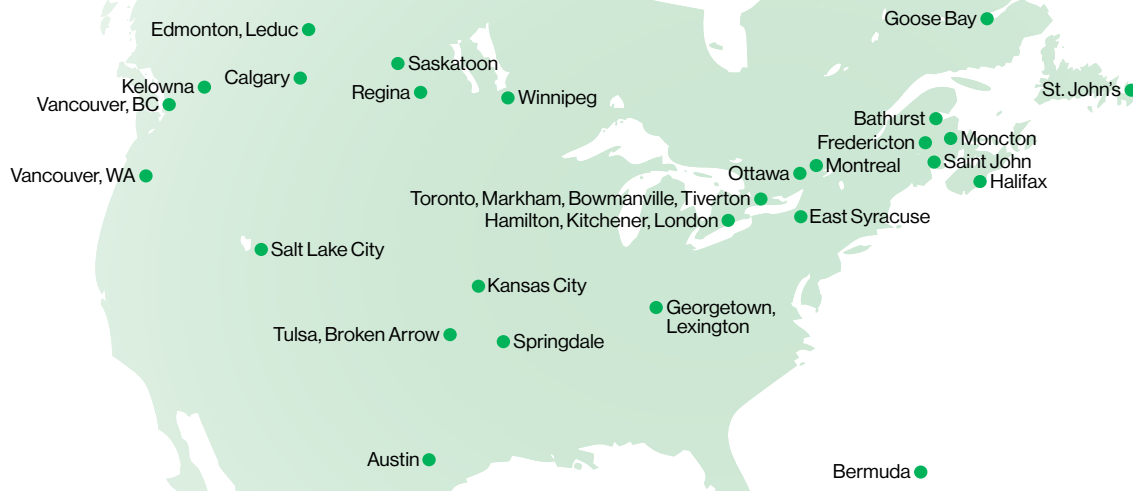 Goose Bay
Edmonton, Leduc
Saskatoon
Calgary
Kelowna
Regina
Winnipeg
St. John's
Vancouver, BC
Bathurst
Moncton
Fredericton
Saint John
Montreal
Ottawa
Vancouver, WA
Halifax
Toronto, Markham, Bowmanville, Tiverton
Hamilton, Kitchener, London
East Syracuse
Salt Lake City
Kansas City
Georgetown,
Lexington
Tulsa, Broken Arrow
Springdale
Austin
Bermuda